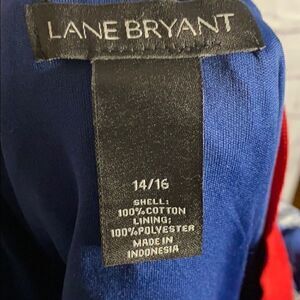 LANE BRYANT
14/16
SHELL:
100%COTTON
LINING:
100%POLYESTER
MADE IN
INDONESIA